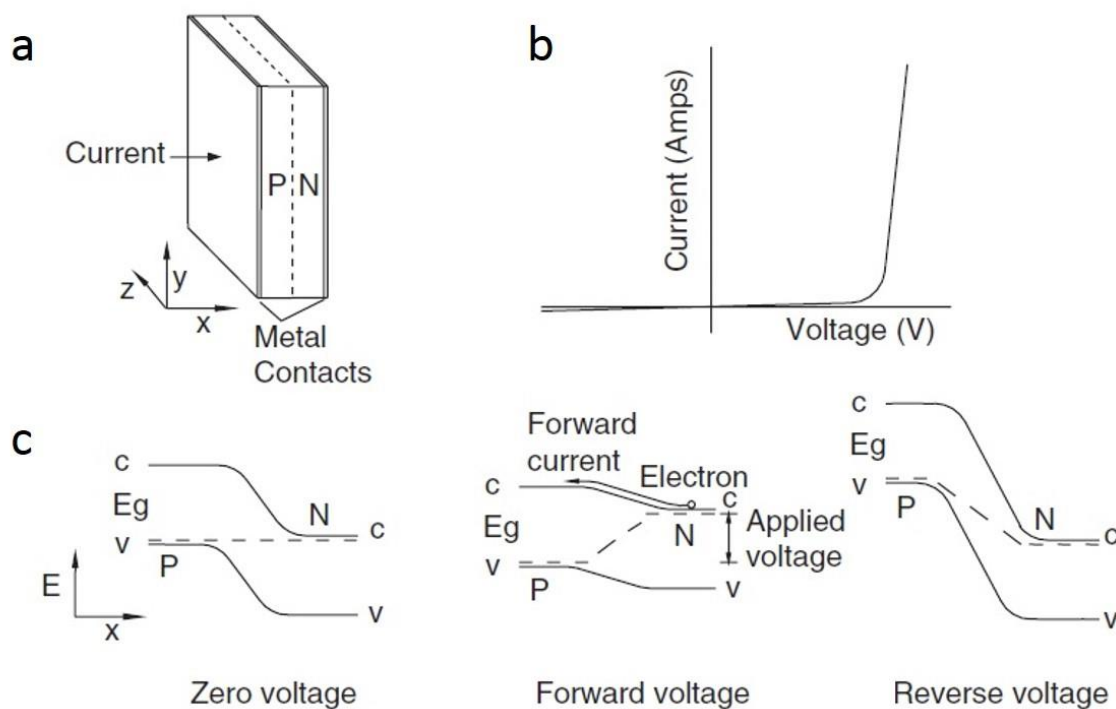 a
Current
P N
y
z
x
Metal
Contacts
b
Current (Amps)
Voltage (V)
c
c
Eg
N
c
v
P
E
v
x
Zero voltage
Forward
current
Electron
c
c
Eg
N
Applied
voltage
v
P
v
Forward voltage
c
Eg
v
P
N
c
v
Reverse voltage